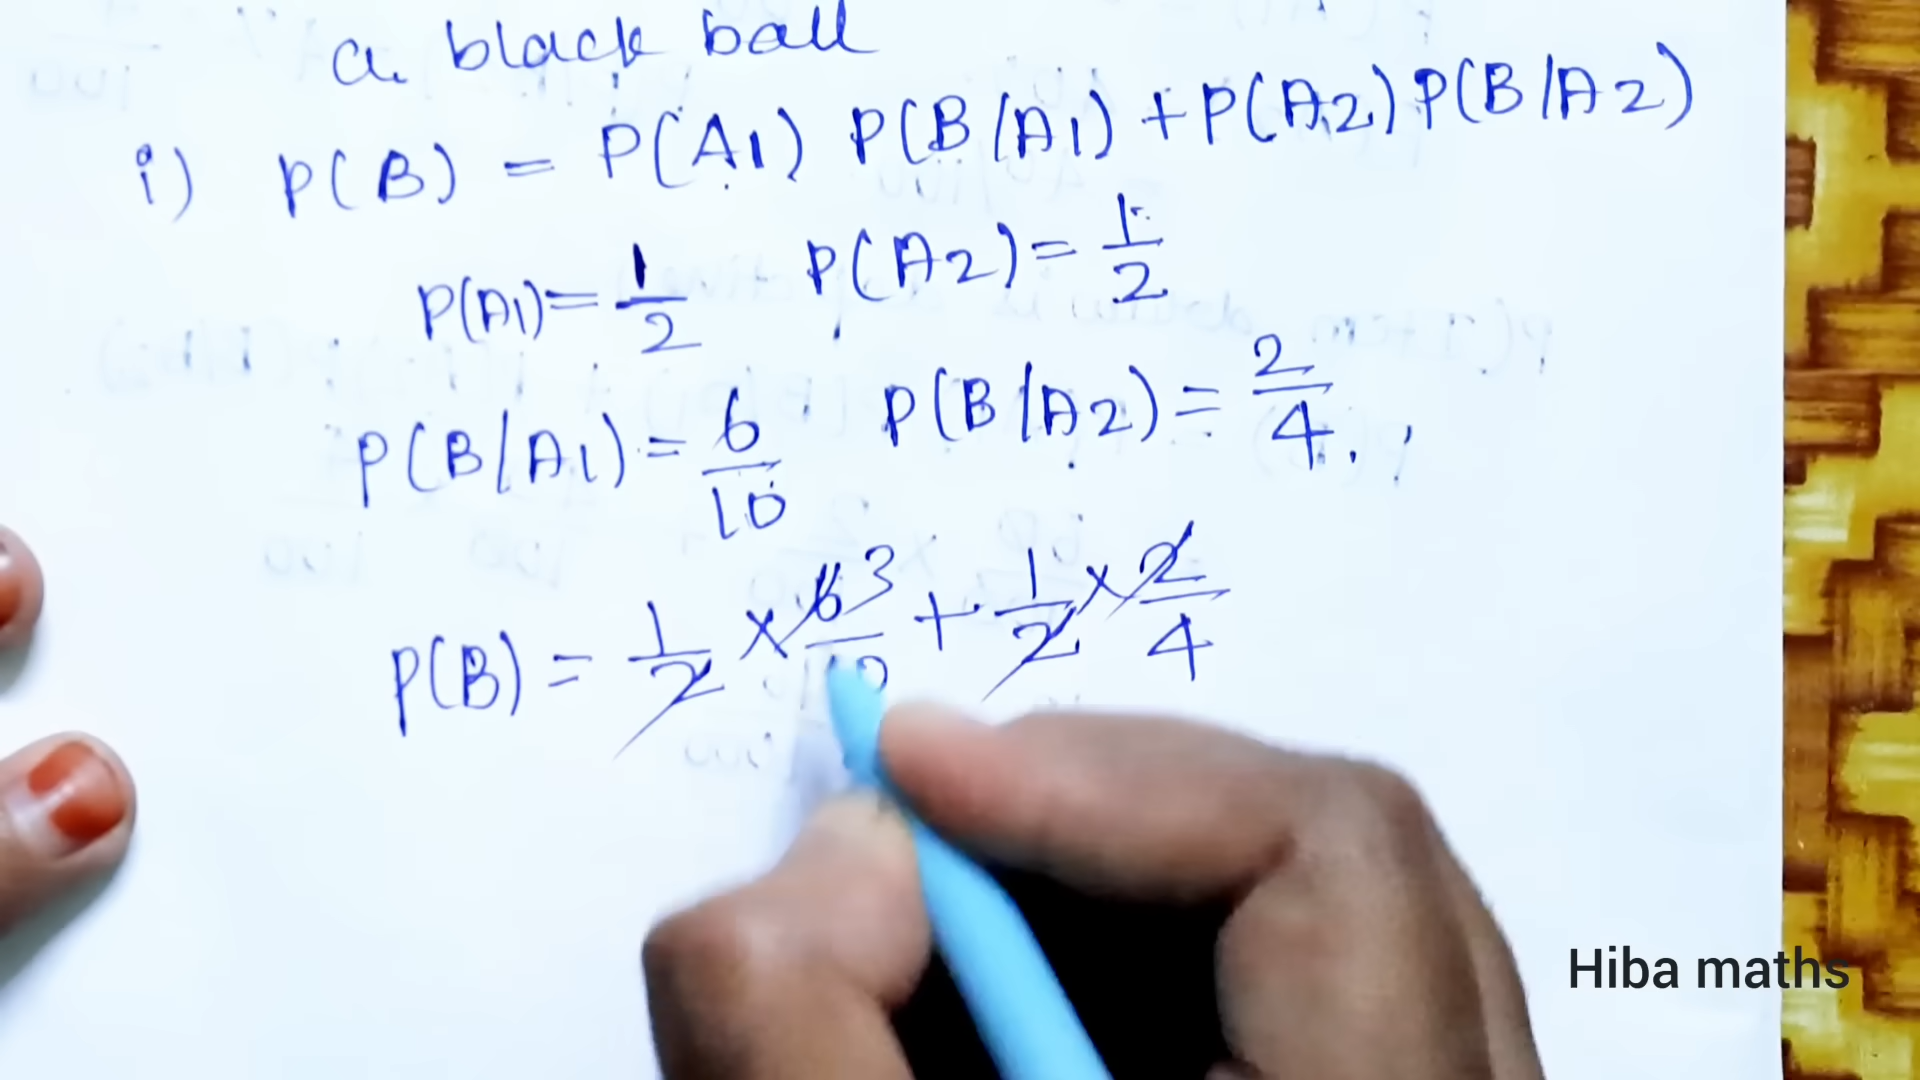 a black ball
i) P(B) = P(A1) P(B/A1) + P(A2) P(B/A2)
P(A1) = 1/2 P(A2) = 1/2
P(B/A1) = 6/10 P(B/A2) = 2/4
P(B) = 1/2 × 6 3/10 + 1/2 × 2/4
Hiba maths